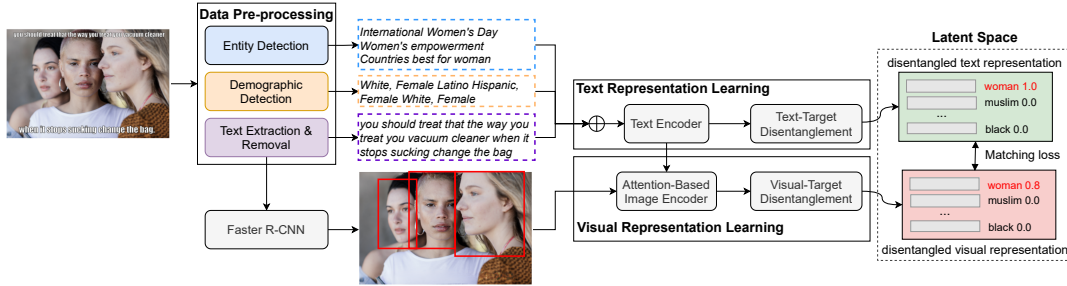 you should treat that the way you treat you vacuum cleaner
when it stops sucking change the bag.
Data Pre-processing
Entity Detection
Demographic
Detection
Text Extraction &
Removal
International Women's Day
Women's empowerment
Countries best for woman
White, Female Latino Hispanic,
Female White, Female
you should treat that the way you
treat you vacuum cleaner when it
stops sucking change the bag
Faster R-CNN
Text Representation Learning
Text Encoder
Text-Target
Disentanglement
Attention-Based
Image Encoder
Visual-Target
Disentanglement
Visual Representation Learning
Latent Space
disentangled text representation
woman 1.0
muslim 0.0
...
black 0.0
Matching loss
woman 0.8
muslim 0.0
...
black 0.0
disentangled visual representation